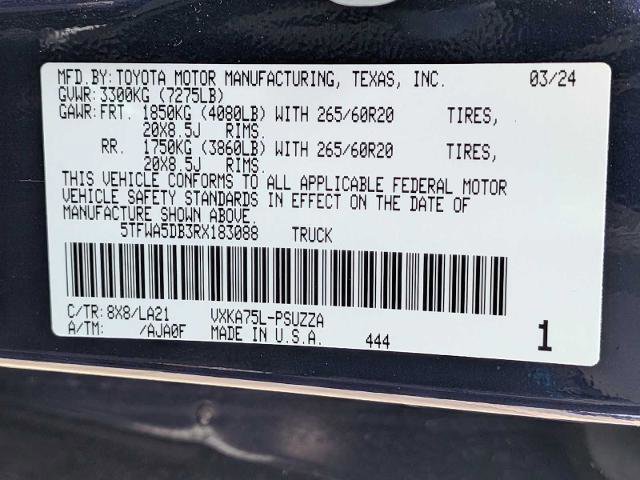 MFD.BY: TOYOTA MOTOR MANUFACTURING, TEXAS, INC. 03/24
GVWR: 3300KG (7275LB)
GAWR: FRT. 1850KG (4080LB) WITH 265/60R20 TIRES,
20X8.5J RIMS.
RR. 1750KG (3860LB) WITH 265/60R20 TIRES,
20X8.5J RIMS.
THIS VEHICLE CONFORMS TO ALL APPLICABLE FEDERAL MOTOR
VEHICLE SAFETY STANDARDS IN EFFECT ON THE DATE OF
MANUFACTURE SHOWN ABOVE.
5TFWA5DB3RX183088 TRUCK
C/TR: 8X8/LA21 VXKA75L-PSUZZA
A/TM: /AJA0F MADE IN U.S.A. 444 1